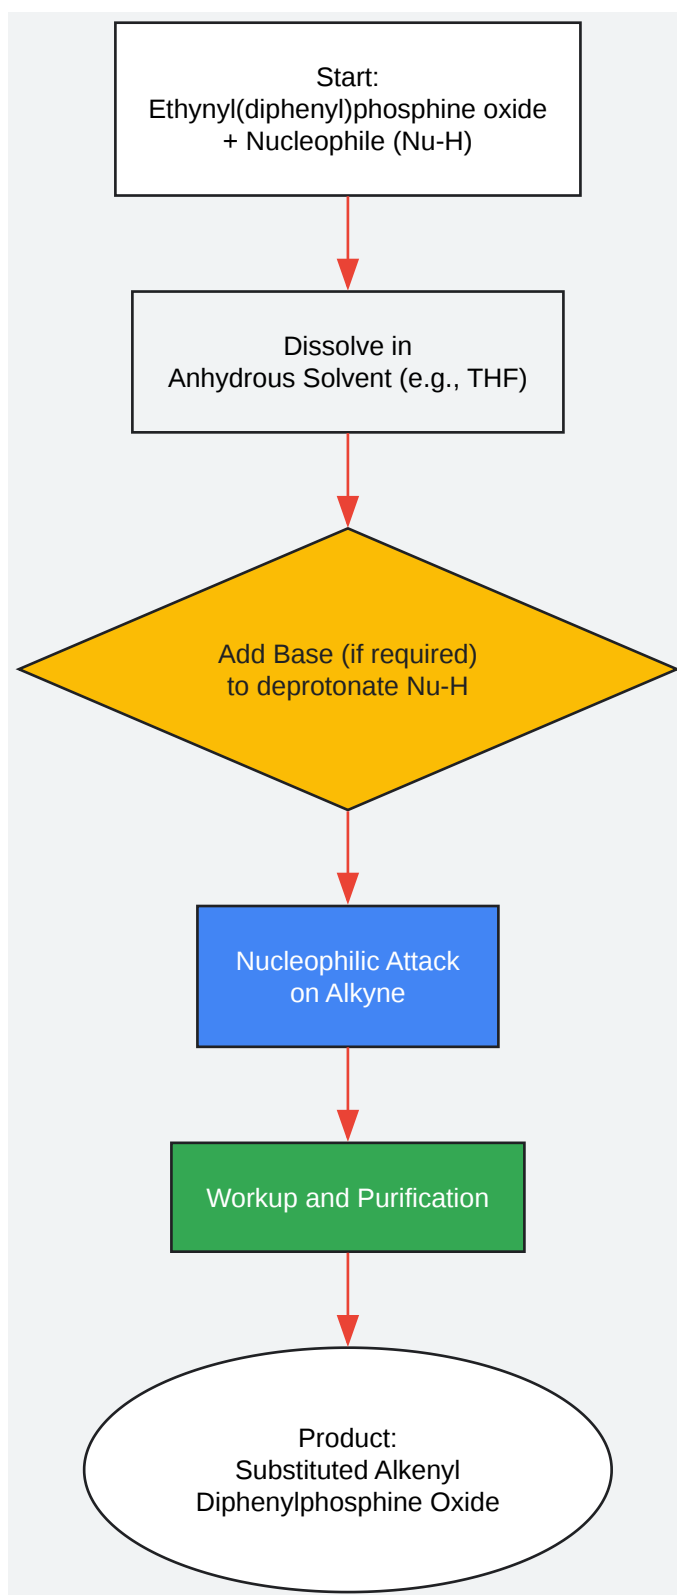 Start:
Ethynyl(diphenyl)phosphine oxide
+ Nucleophile (Nu-H)
Dissolve in
Anhydrous Solvent (e.g., THF)
Add Base (if required)
to deprotonate Nu-H
Nucleophilic Attack
on Alkyne
Workup and Purification
Product:
Substituted Alkenyl
Diphenylphosphine Oxide